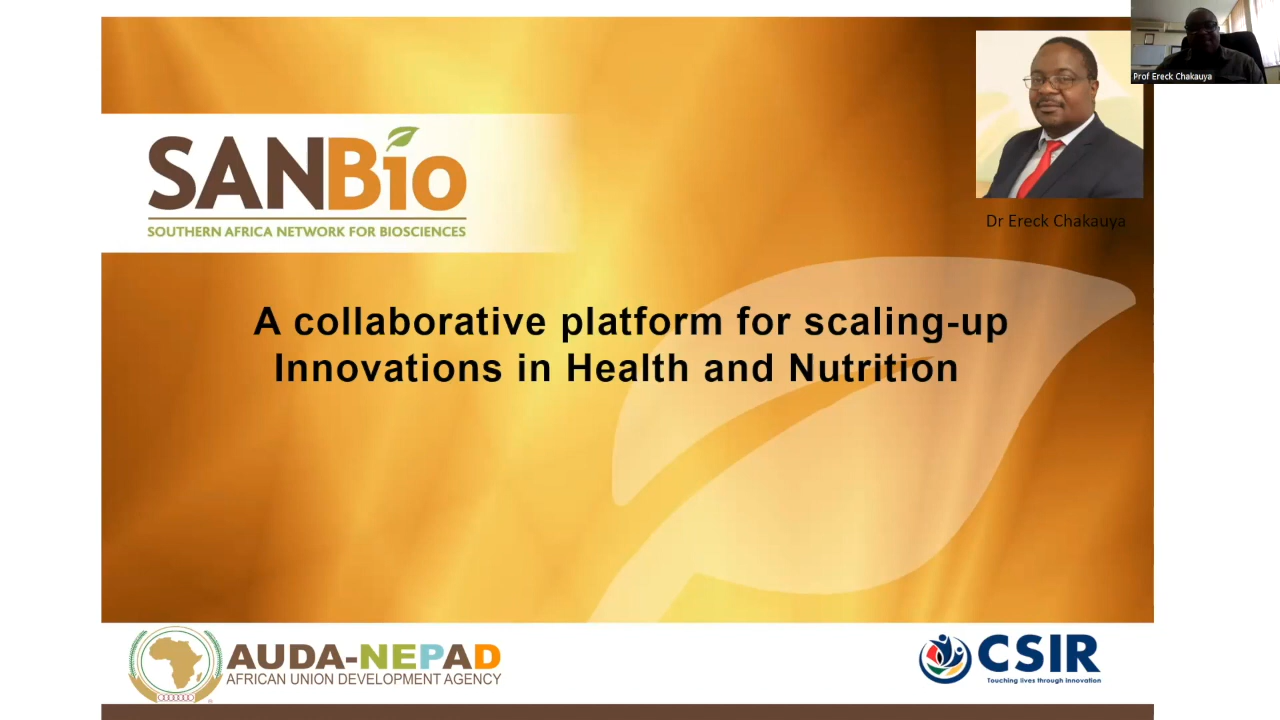 Prof Ereck Chakauya
SANBio
SOUTHERN AFRICA NETWORK FOR BIOSCIENCES
Dr Ereck Chakauya
A collaborative platform for scaling-up
Innovations in Health and Nutrition
AUDA-NEPAD
AFRICAN UNION DEVELOPMENT AGENCY
CSIR
Touching lives through innovation